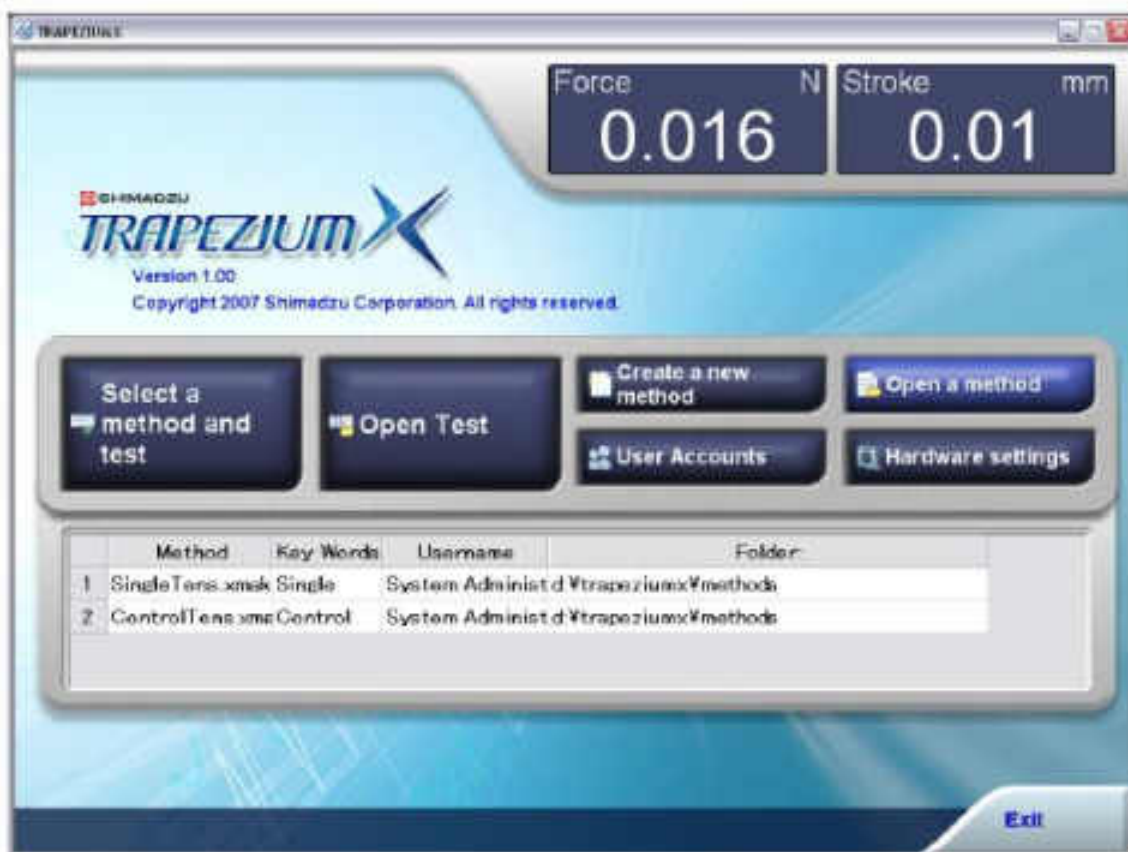 TRAPEZIUMX
Force N
0.016
Stroke mm
0.01
SHIMADZU
TRAPEZIUM X
Version 1.00
Copyright 2007 Shimadzu Corporation. All rights reserved.
Select a
method and
test
Open Test
Create a new
method
Open a method
User Accounts
Hardware settings
Method Key Words Username Folder
1 SingleTens.xmak Single System Administ d¥trapeziumx¥methods
2 ControlTens.xma Control System Administ d¥trapeziumx¥methods
Exit